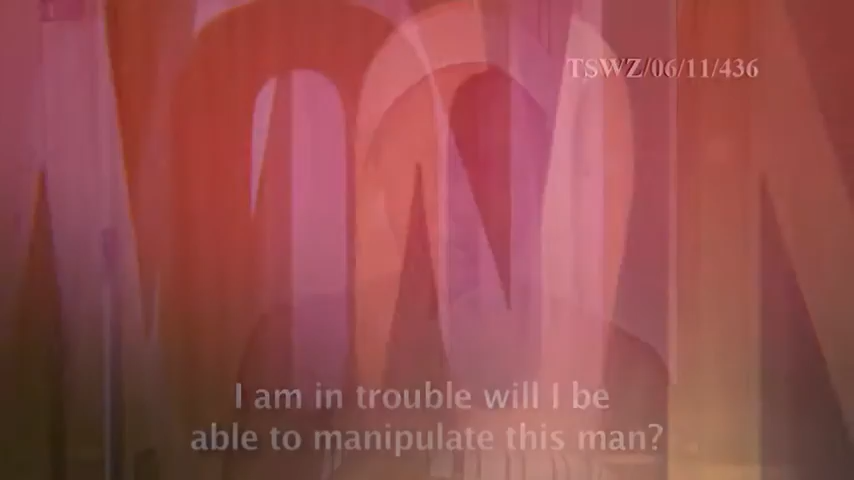 TSWZ/06/11/436
I am in trouble will I be
able to manipulate this man?